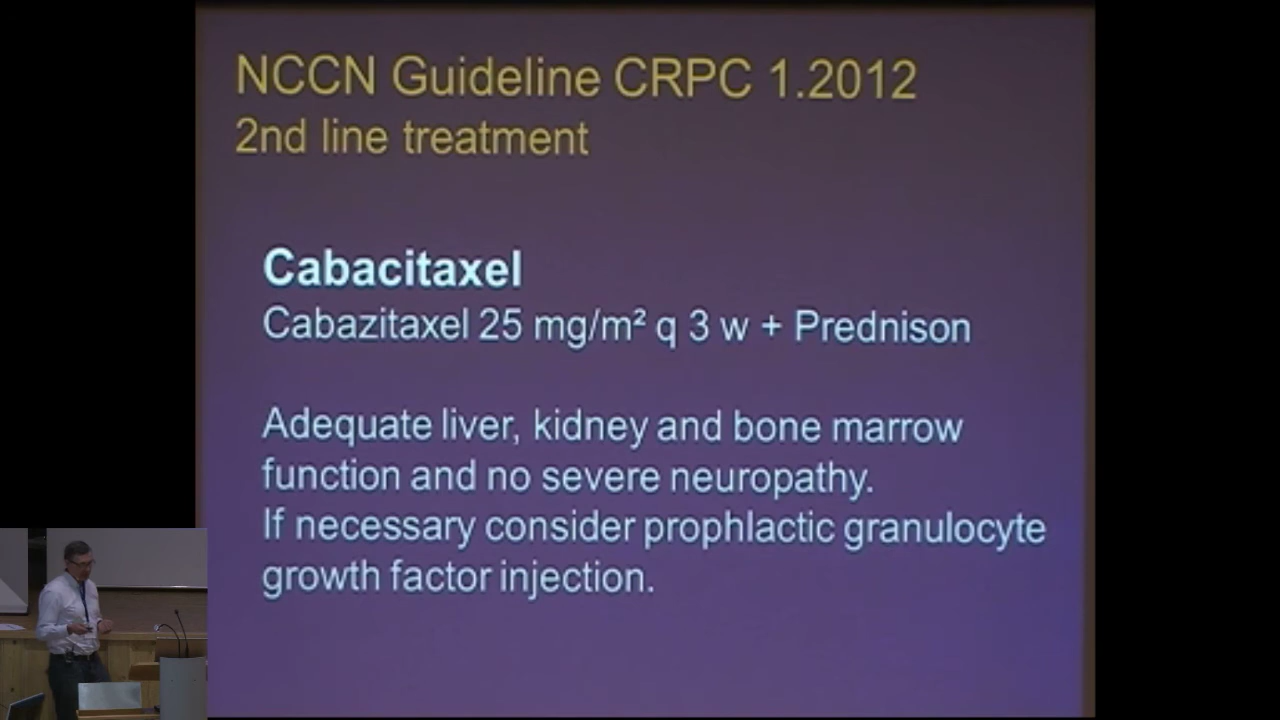 NCCN Guideline CRPC 1.2012
2nd line treatment
Cabacitaxel
Cabazitaxel 25 mg/m² q 3 w + Prednison
Adequate liver, kidney and bone marrow
function and no severe neuropathy.
If necessary consider prophlactic granulocyte
growth factor injection.